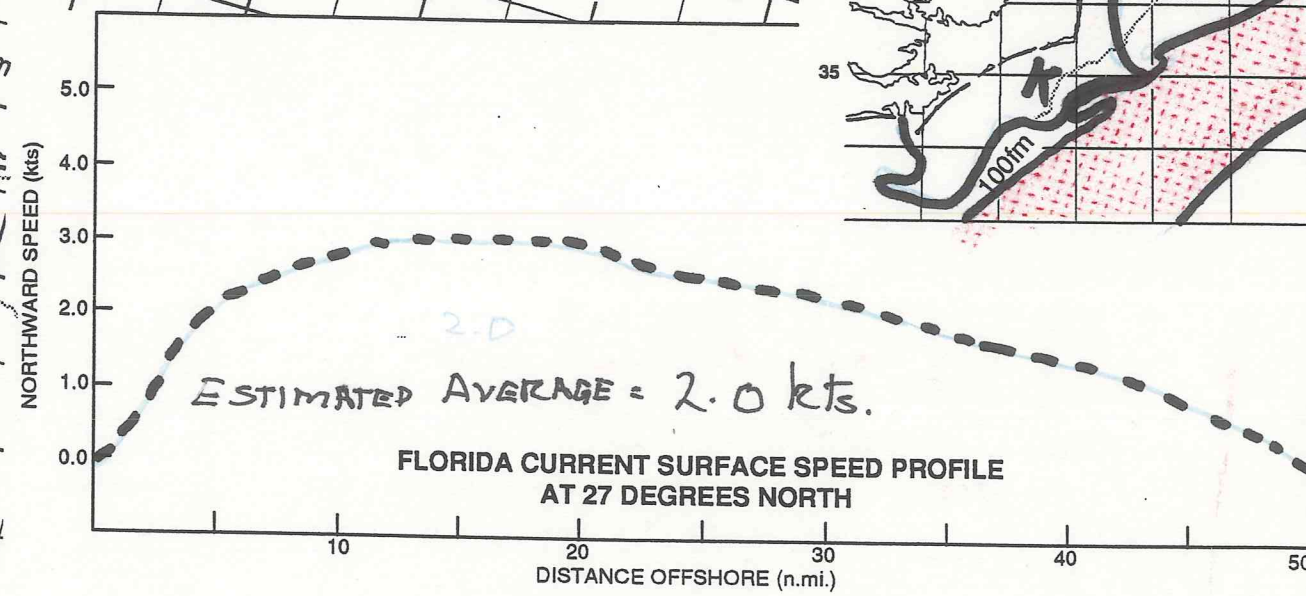 35
K
100fm
NORTHWARD SPEED (kts)
5.0
4.0
3.0
2.0
1.0
0.0
2.0
ESTIMATED AVERAGE = 2.0 kts.
FLORIDA CURRENT SURFACE SPEED PROFILE
AT 27 DEGREES NORTH
10
20
30
40
50
DISTANCE OFFSHORE (n.mi.)